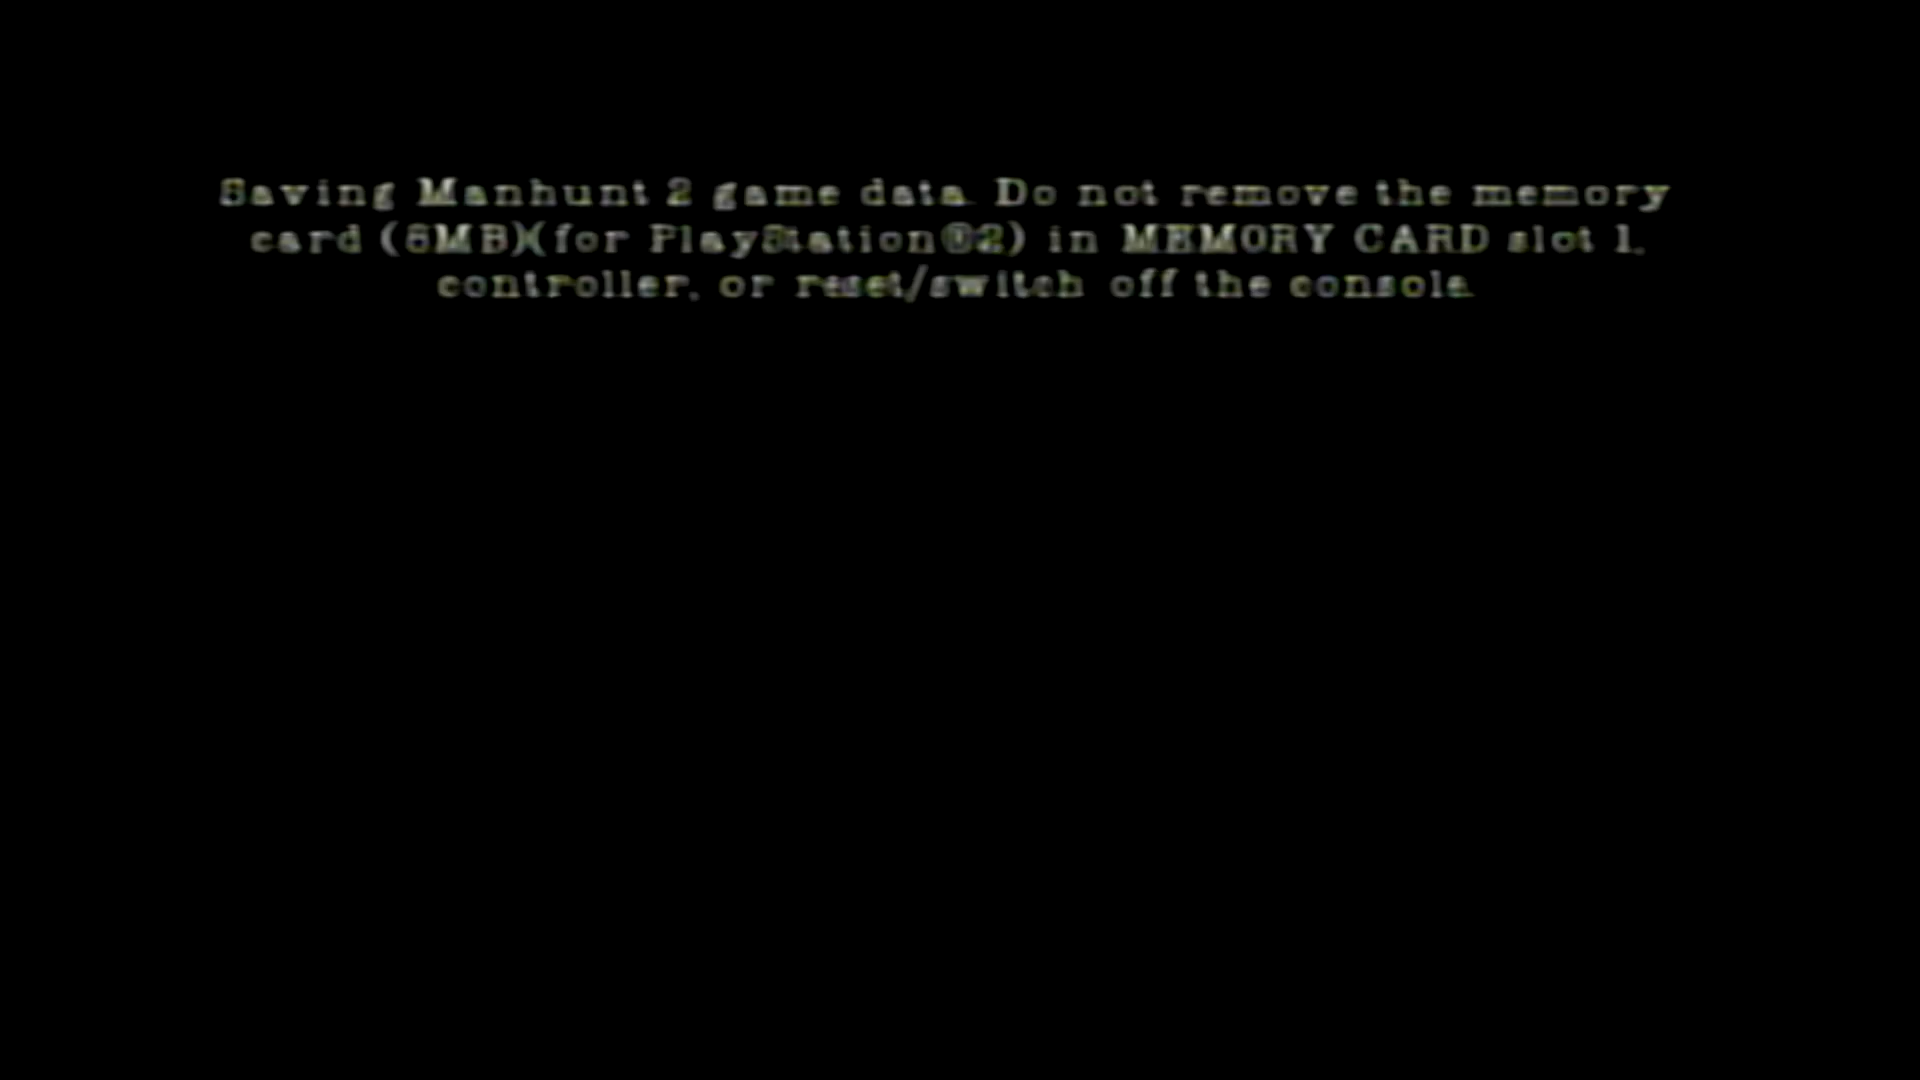 Saving Manhunt 2 game data. Do not remove the memory
card (8MB)(for PlayStation®2) in MEMORY CARD slot 1,
controller, or reset/switch off the console.